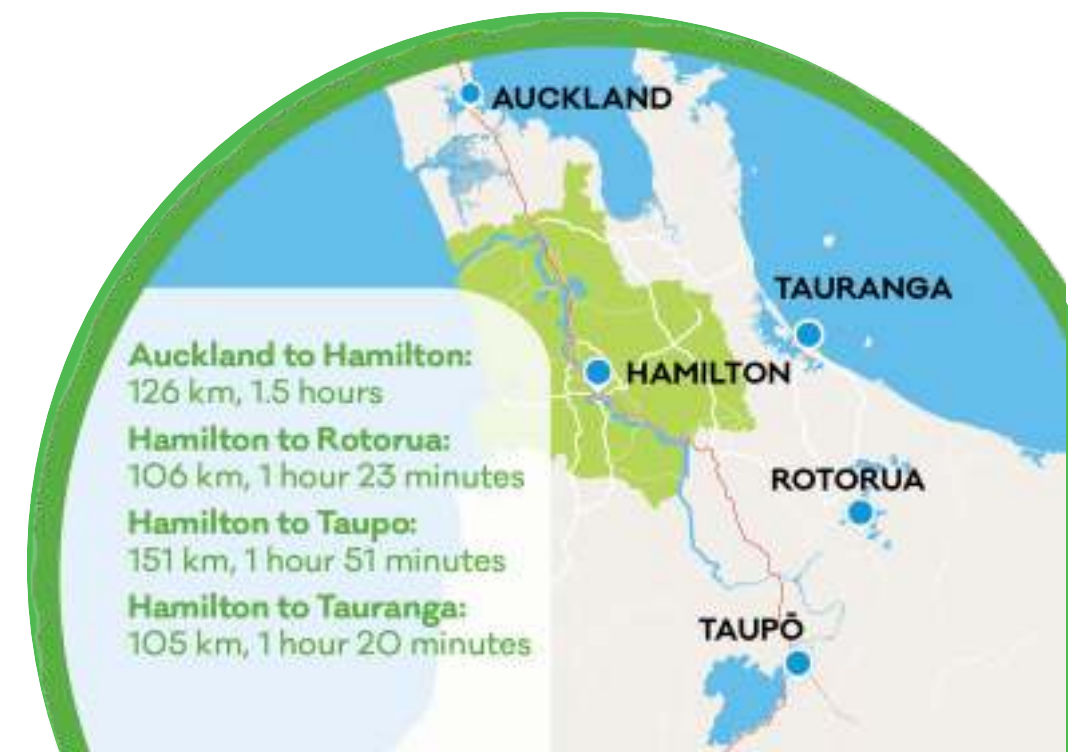 AUCKLAND
TAURANGA
HAMILTON
ROTORUA
TAUPŌ
Auckland to Hamilton:
126 km, 1.5 hours
Hamilton to Rotorua:
106 km, 1 hour 23 minutes
Hamilton to Taupo:
151 km, 1 hour 51 minutes
Hamilton to Tauranga:
105 km, 1 hour 20 minutes